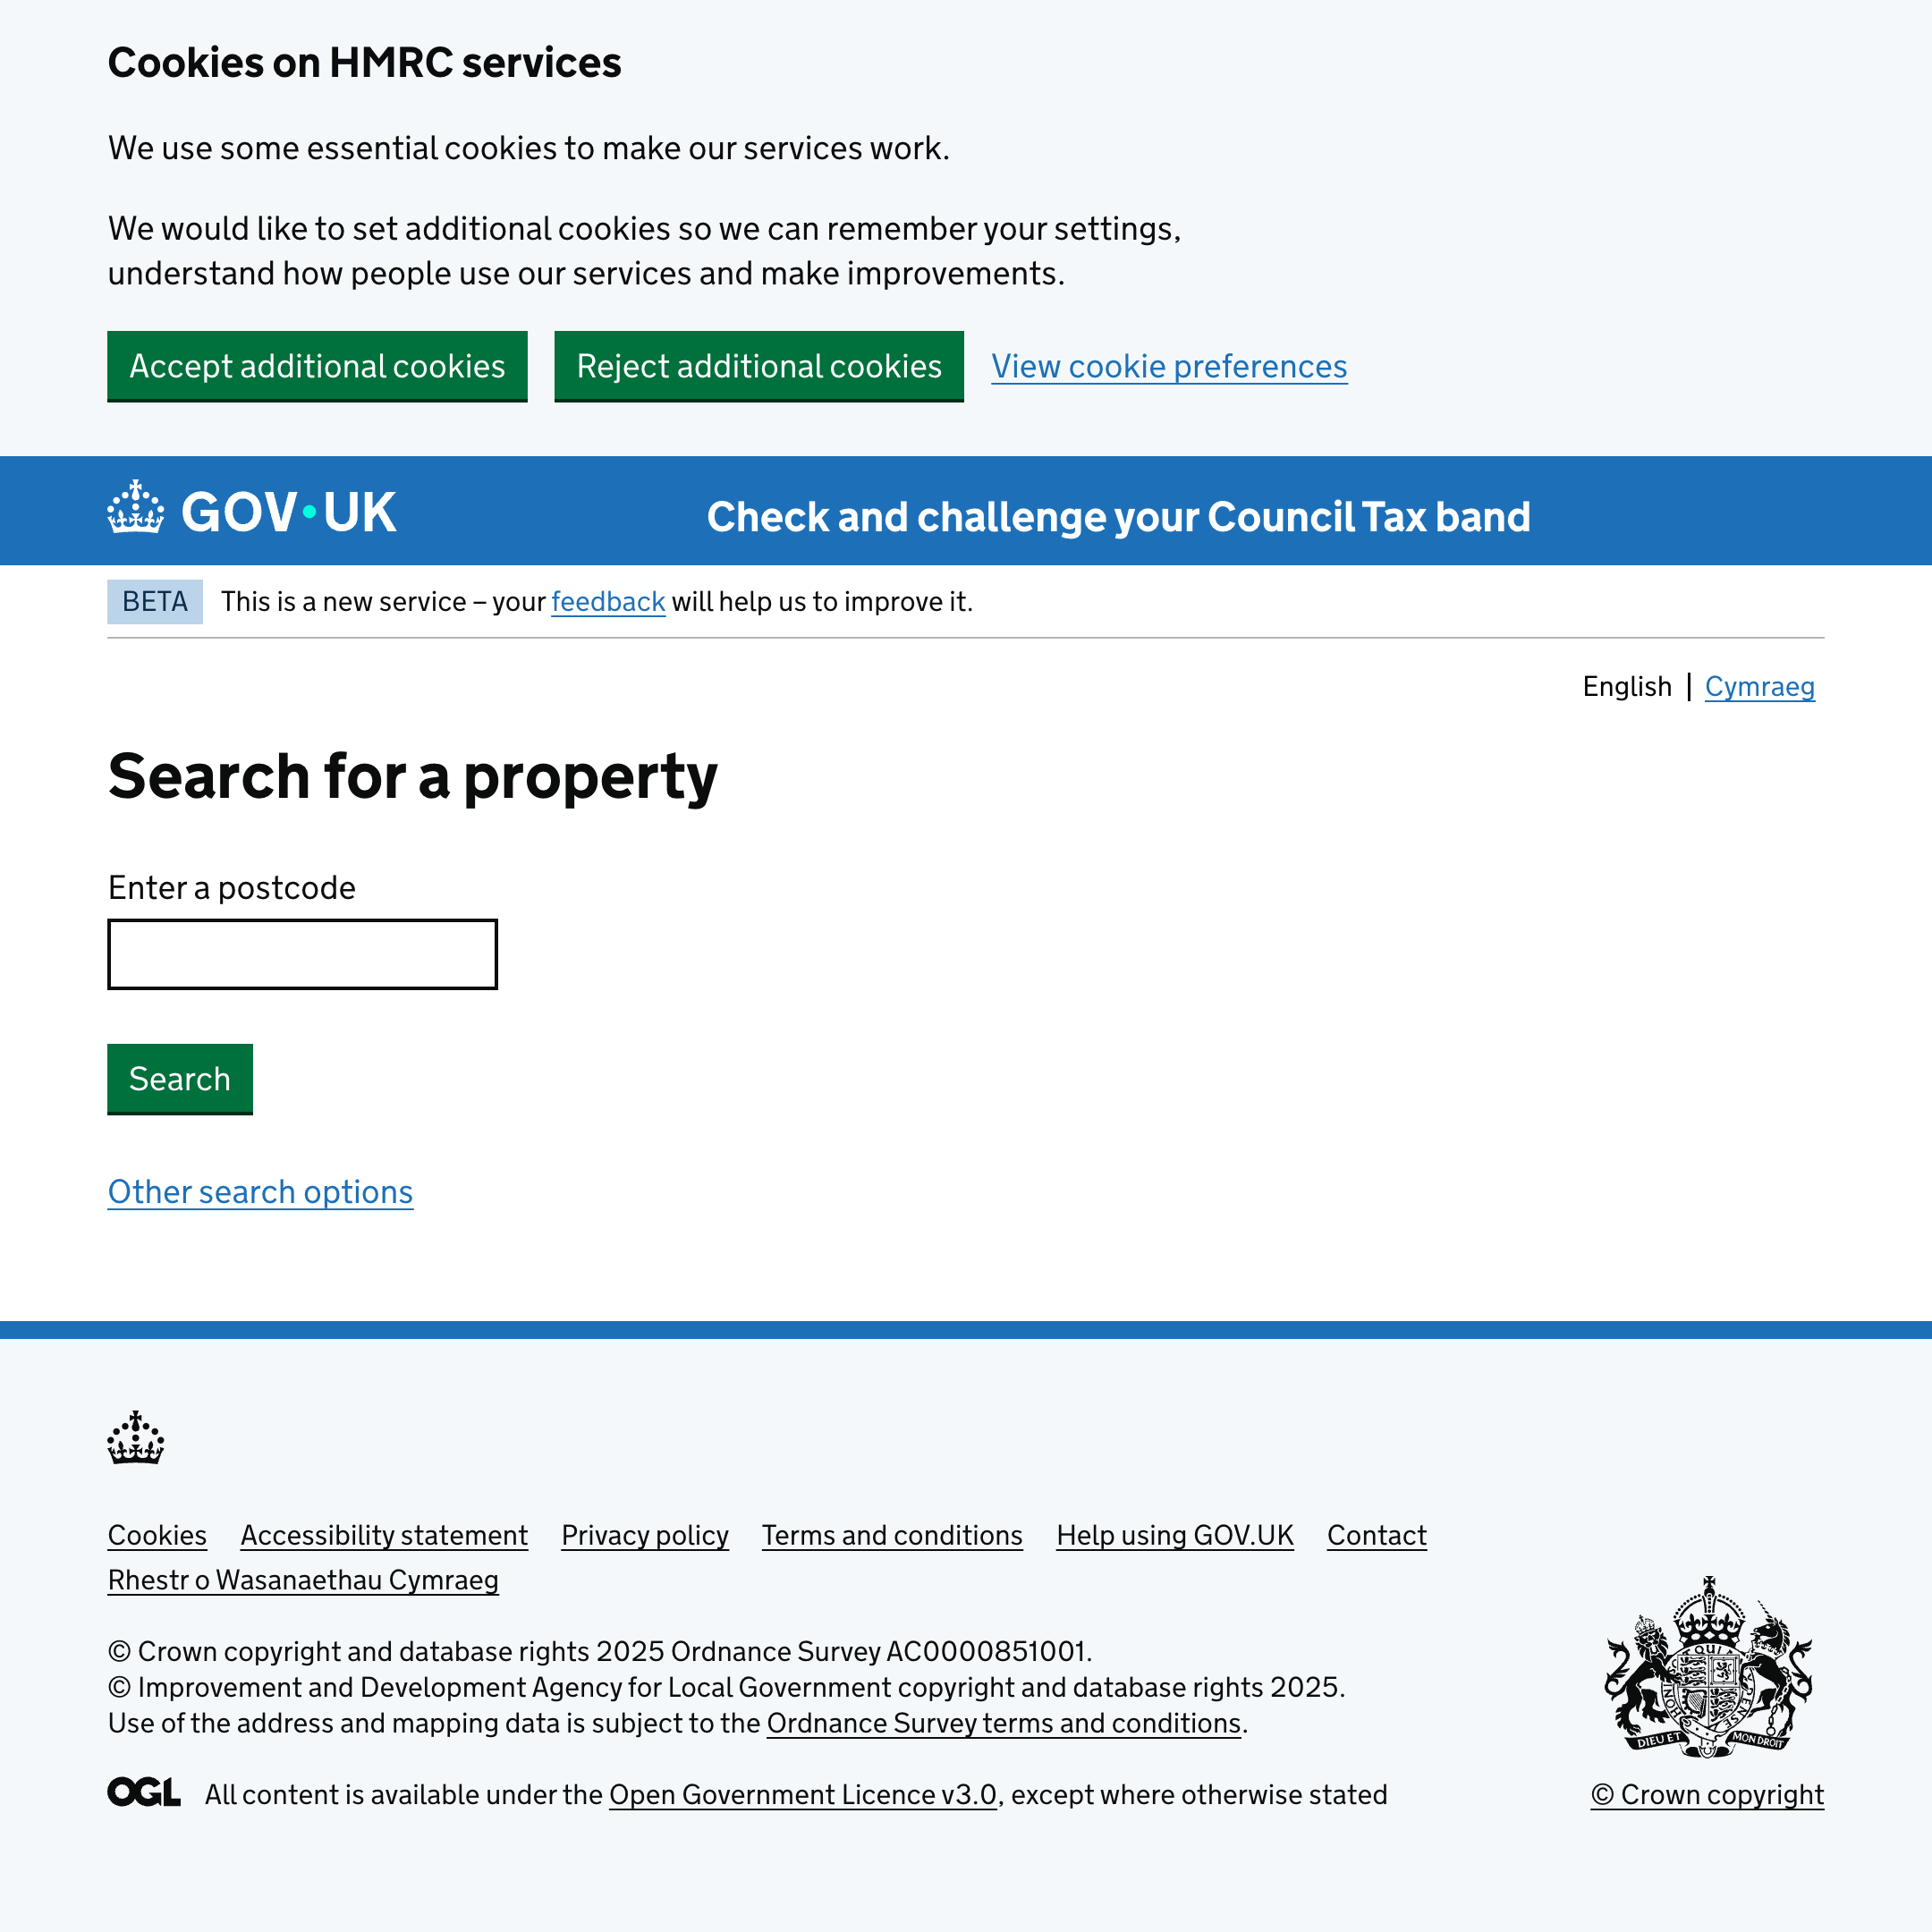 Cookies on HMRC services
We use some essential cookies to make our services work.
We would like to set additional cookies so we can remember your settings,
understand how people use our services and make improvements.
Accept additional cookies Reject additional cookies View cookie preferences
GOV·UK Check and challenge your Council Tax band
BETA This is a new service – your feedback will help us to improve it.
English | Cymraeg
Search for a property
Enter a postcode
Search
Other search options
Cookies Accessibility statement Privacy policy Terms and conditions Help using GOV.UK Contact
Rhestr o Wasanaethau Cymraeg
© Crown copyright and database rights 2025 Ordnance Survey AC0000851001.
© Improvement and Development Agency for Local Government copyright and database rights 2025.
Use of the address and mapping data is subject to the Ordnance Survey terms and conditions.
DIEU ET MON DROIT
OGL All content is available under the Open Government Licence v3.0, except where otherwise stated
© Crown copyright